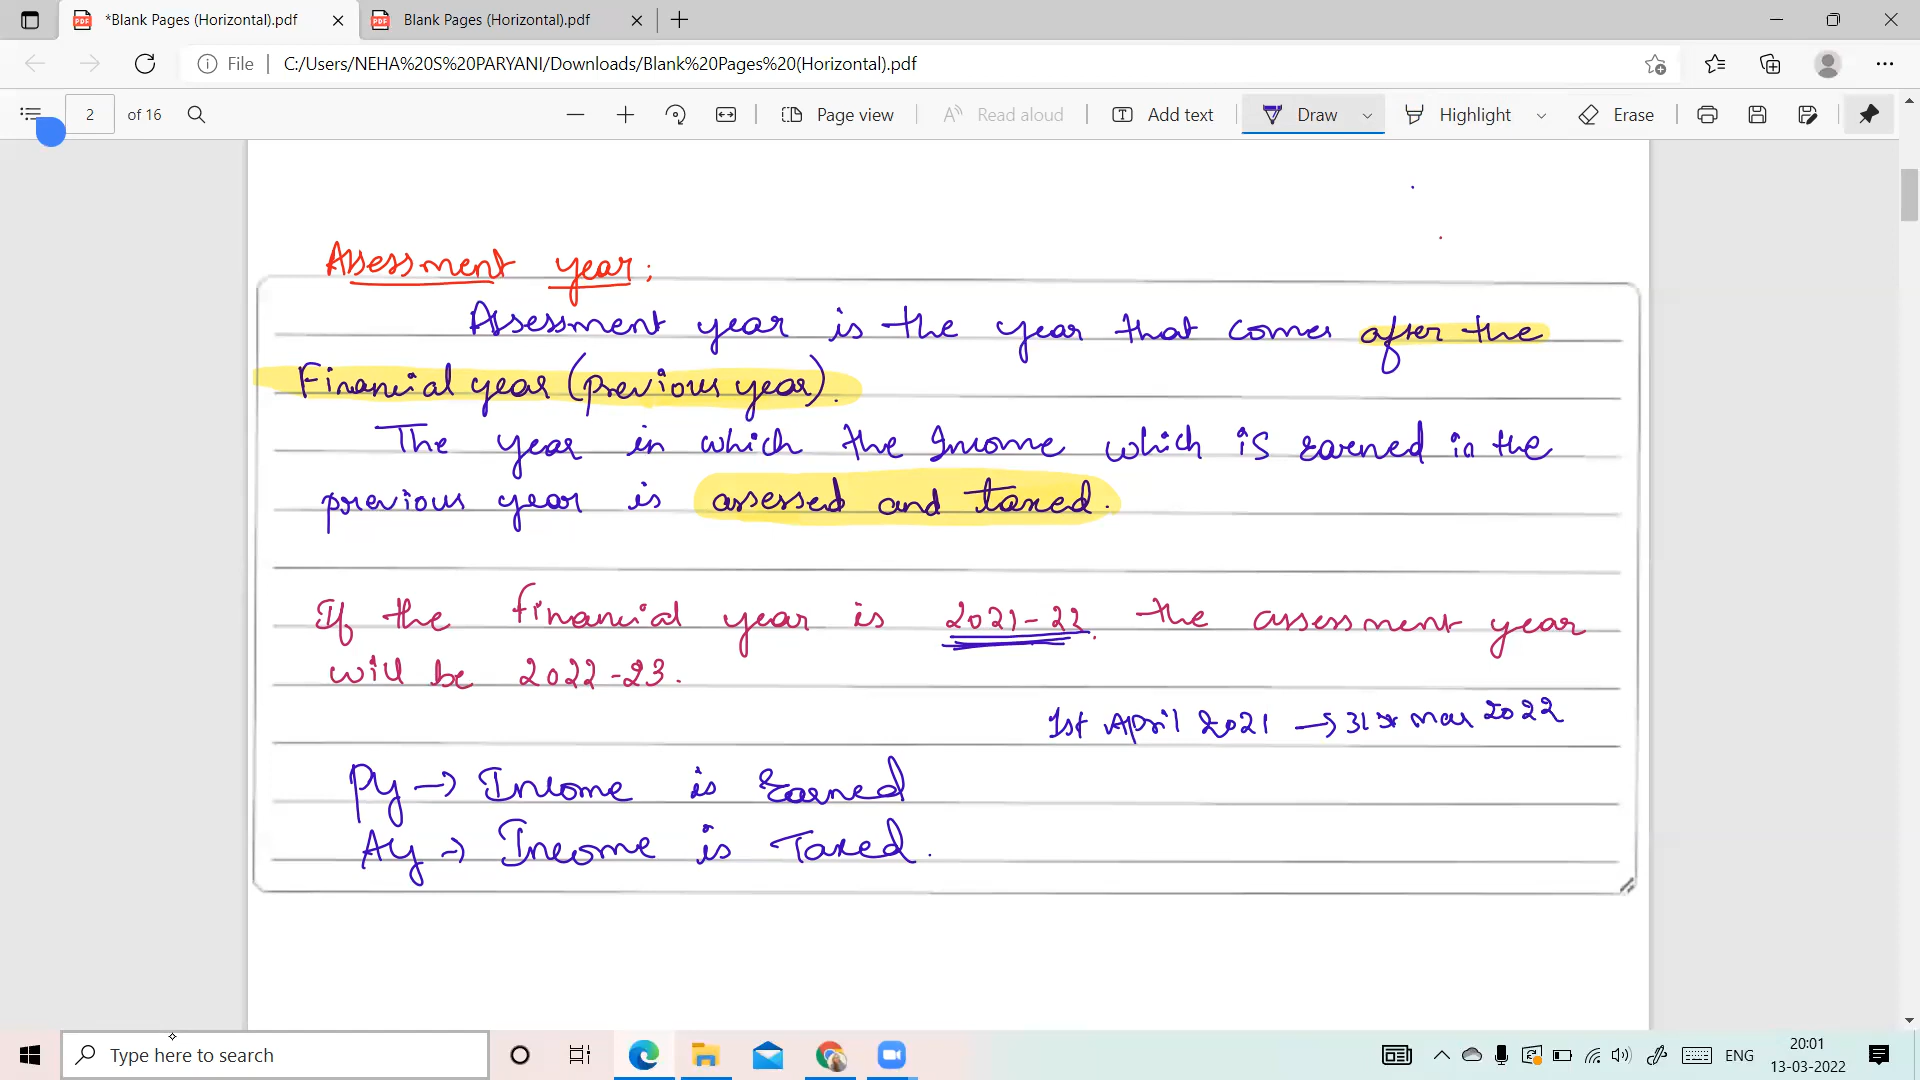 *Blank Pages (Horizontal).pdf
Blank Pages (Horizontal).pdf
File
C:/Users/NEHA%20S%20PARYANI/Downloads/Blank%20Pages%20(Horizontal).pdf
2 of 16
Page view
Read aloud
Add text
Draw
Highlight
Erase
Assessment year:
Assessment year is the year that comes after the
Financial year (previous year).
The year in which the Income which is earned in the
previous year is assessed and taxed.
If the financial year is 2021-22. the assessment year
will be 2022-23.
1st April 2021 → 31st Mar 2022
Py → Income is Earned
Ay → Income is Taxed.
Type here to search
ENG
20:01
13-03-2022